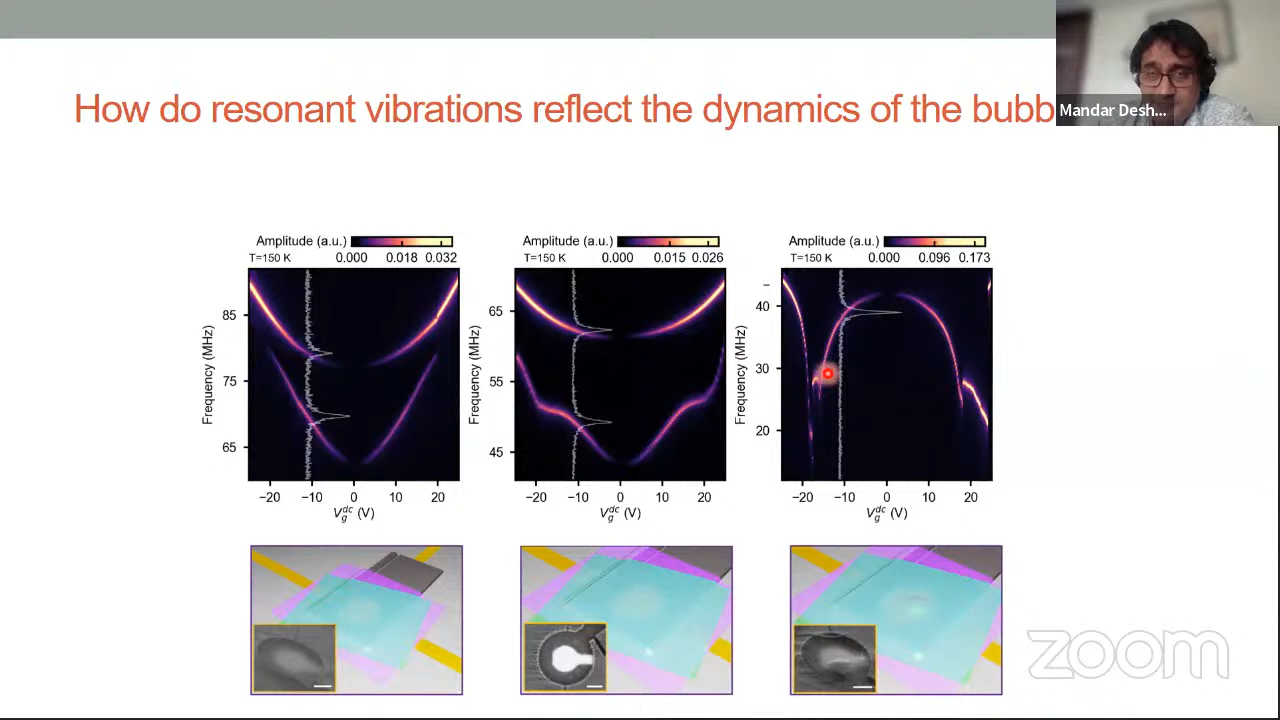 How do resonant vibrations reflect the dynamics of the bubb
Mandar Desh...
Amplitude (a.u.)
T=150 K 0.000 0.018 0.032
Frequency (MHz)
85
75
65
−20 −10 0 10 20
V_g^dc (V)
Amplitude (a.u.)
T=150 K 0.000 0.015 0.026
Frequency (MHz)
65
55
45
−20 −10 0 10 20
V_g^dc (V)
Amplitude (a.u.)
T=150 K 0.000 0.096 0.173
Frequency (MHz)
40
30
20
−20 −10 0 10 20
V_g^dc (V)
zoom